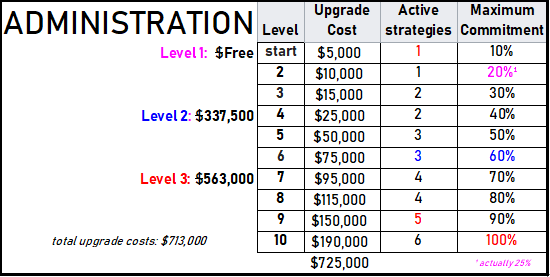 ADMINISTRATION
Level Upgrade Cost Active strategies Maximum Commitment
Level 1: $Free
start $5,000 1 10%
2 $10,000 1 20%¹
3 $15,000 2 30%
Level 2: $337,500
4 $25,000 2 40%
5 $50,000 3 50%
6 $75,000 3 60%
Level 3: $563,000
7 $95,000 4 70%
8 $115,000 4 80%
9 $150,000 5 90%
total upgrade costs: $713,000
10 $190,000 6 100%
$725,000
¹ actually 25%